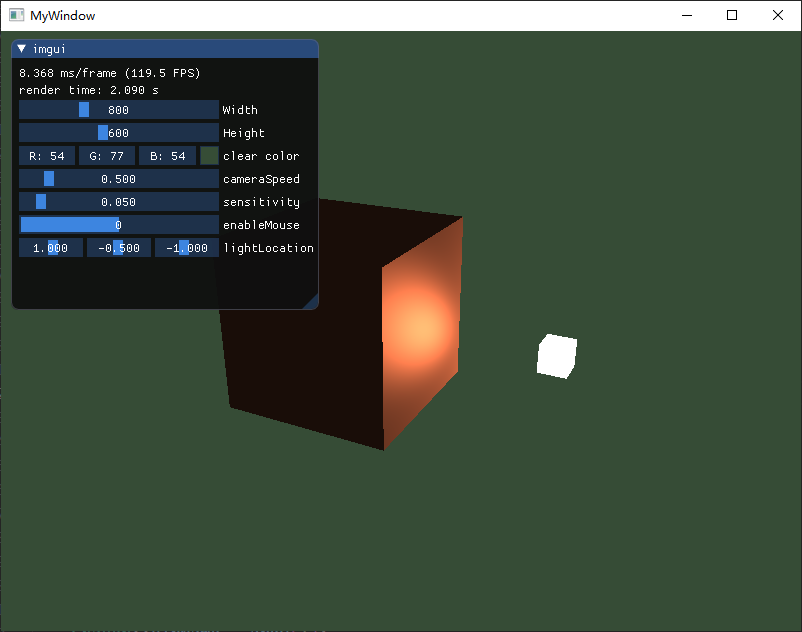 MyWindow
imgui
8.368 ms/frame (119.5 FPS)
render time: 2.090 s
800 Width
600 Height
R: 54 G: 77 B: 54 clear color
0.500 cameraSpeed
0.050 sensitivity
0 enableMouse
1.000 -0.500 -1.000 lightLocation